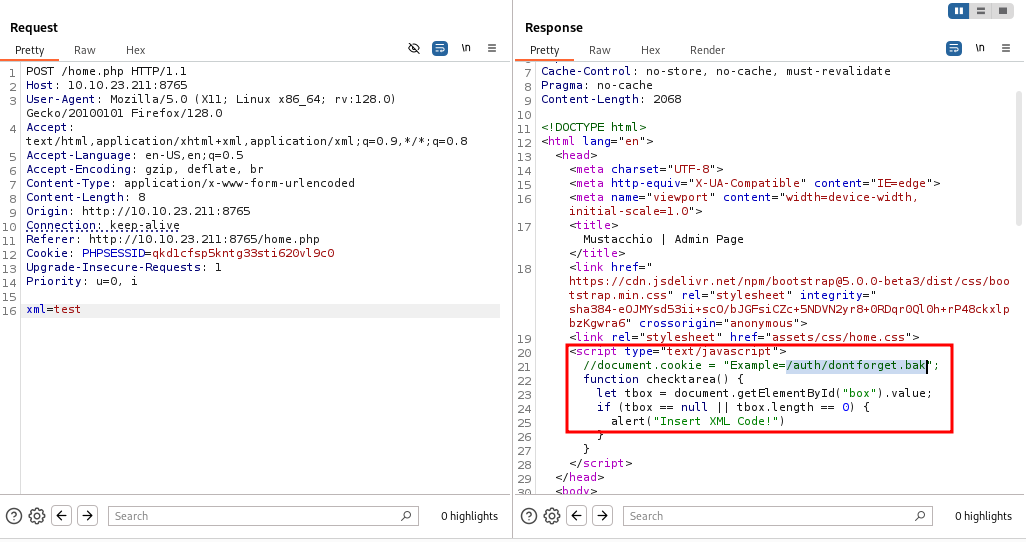 Request
Pretty Raw Hex
\n
1 POST /home.php HTTP/1.1
2 Host: 10.10.23.211:8765
3 User-Agent: Mozilla/5.0 (X11; Linux x86_64; rv:128.0)
Gecko/20100101 Firefox/128.0
4 Accept:
text/html,application/xhtml+xml,application/xml;q=0.9,*/*;q=0.8
5 Accept-Language: en-US,en;q=0.5
6 Accept-Encoding: gzip, deflate, br
7 Content-Type: application/x-www-form-urlencoded
8 Content-Length: 8
9 Origin: http://10.10.23.211:8765
10 Connection: keep-alive
11 Referer: http://10.10.23.211:8765/home.php
12 Cookie: PHPSESSID=qkd1cfsp5kntg33sti620vl9c0
13 Upgrade-Insecure-Requests: 1
14 Priority: u=0, i
15
16 xml=test
Search
0 highlights
Response
Pretty Raw Hex Render
\n
7 Cache-Control: no-store, no-cache, must-revalidate
8 Pragma: no-cache
9 Content-Length: 2068
10
11 <!DOCTYPE html>
12 <html lang="en">
13 <head>
14 <meta charset="UTF-8">
15 <meta http-equiv="X-UA-Compatible" content="IE=edge">
16 <meta name="viewport" content="width=device-width,
initial-scale=1.0">
17 <title>
Mustacchio | Admin Page
</title>
18 <link href="
https://cdn.jsdelivr.net/npm/bootstrap@5.0.0-beta3/dist/css/boo
tstrap.min.css" rel="stylesheet" integrity="
sha384-eOJMYsd53ii+scO/bJGFsiCZc+5NDVN2yr8+0RDqr0Ql0h+rP48ckxlp
bzKgwra6" crossorigin="anonymous">
19 <link rel="stylesheet" href="assets/css/home.css">
20 <script type="text/javascript">
21 //document.cookie = "Example=/auth/dontforget.bak";
22 function checktarea() {
23 let tbox = document.getElementById("box").value;
24 if (tbox == null || tbox.length == 0) {
25 alert("Insert XML Code!")
26 }
27 }
28 </script>
29 </head>
30 <body>
Search
0 highlights